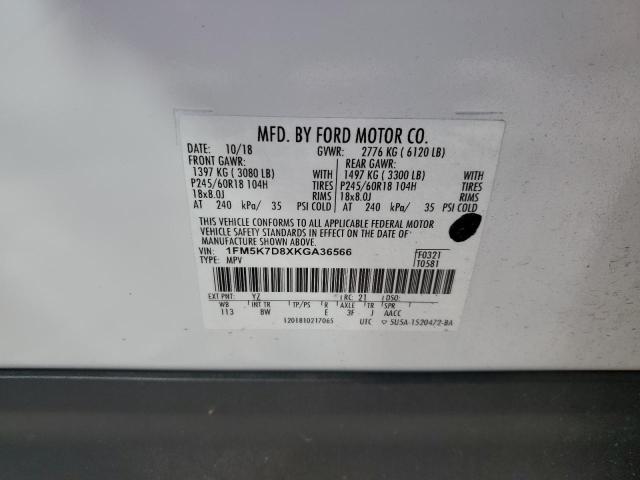 MFD. BY FORD MOTOR CO.
DATE: 10/18 GVWR: 2776 KG ( 6120 LB)
FRONT GAWR: REAR GAWR:
1397 KG ( 3080 LB) WITH 1497 KG ( 3300 LB) WITH
P245/60R18 104H TIRES P245/60R18 104H TIRES
18x8.0J RIMS 18x8.0J RIMS
AT 240 kPa/ 35 PSI COLD AT 240 kPa/ 35 PSI COLD
THIS VEHICLE CONFORMS TO ALL APPLICABLE FEDERAL MOTOR
VEHICLE SAFETY STANDARDS IN EFFECT ON THE DATE OF
MANUFACTURE SHOWN ABOVE.
VIN: 1FM5K7D8XKGA36566 F0321
TYPE: MPV T0581
EXT PNT: YZ RC: 21 DSO:
WB INT TR TP/PS R AXLE TR SPR
113 BW E 3F J AACC
1201810217065 UTC 5U5A-1520472-BA